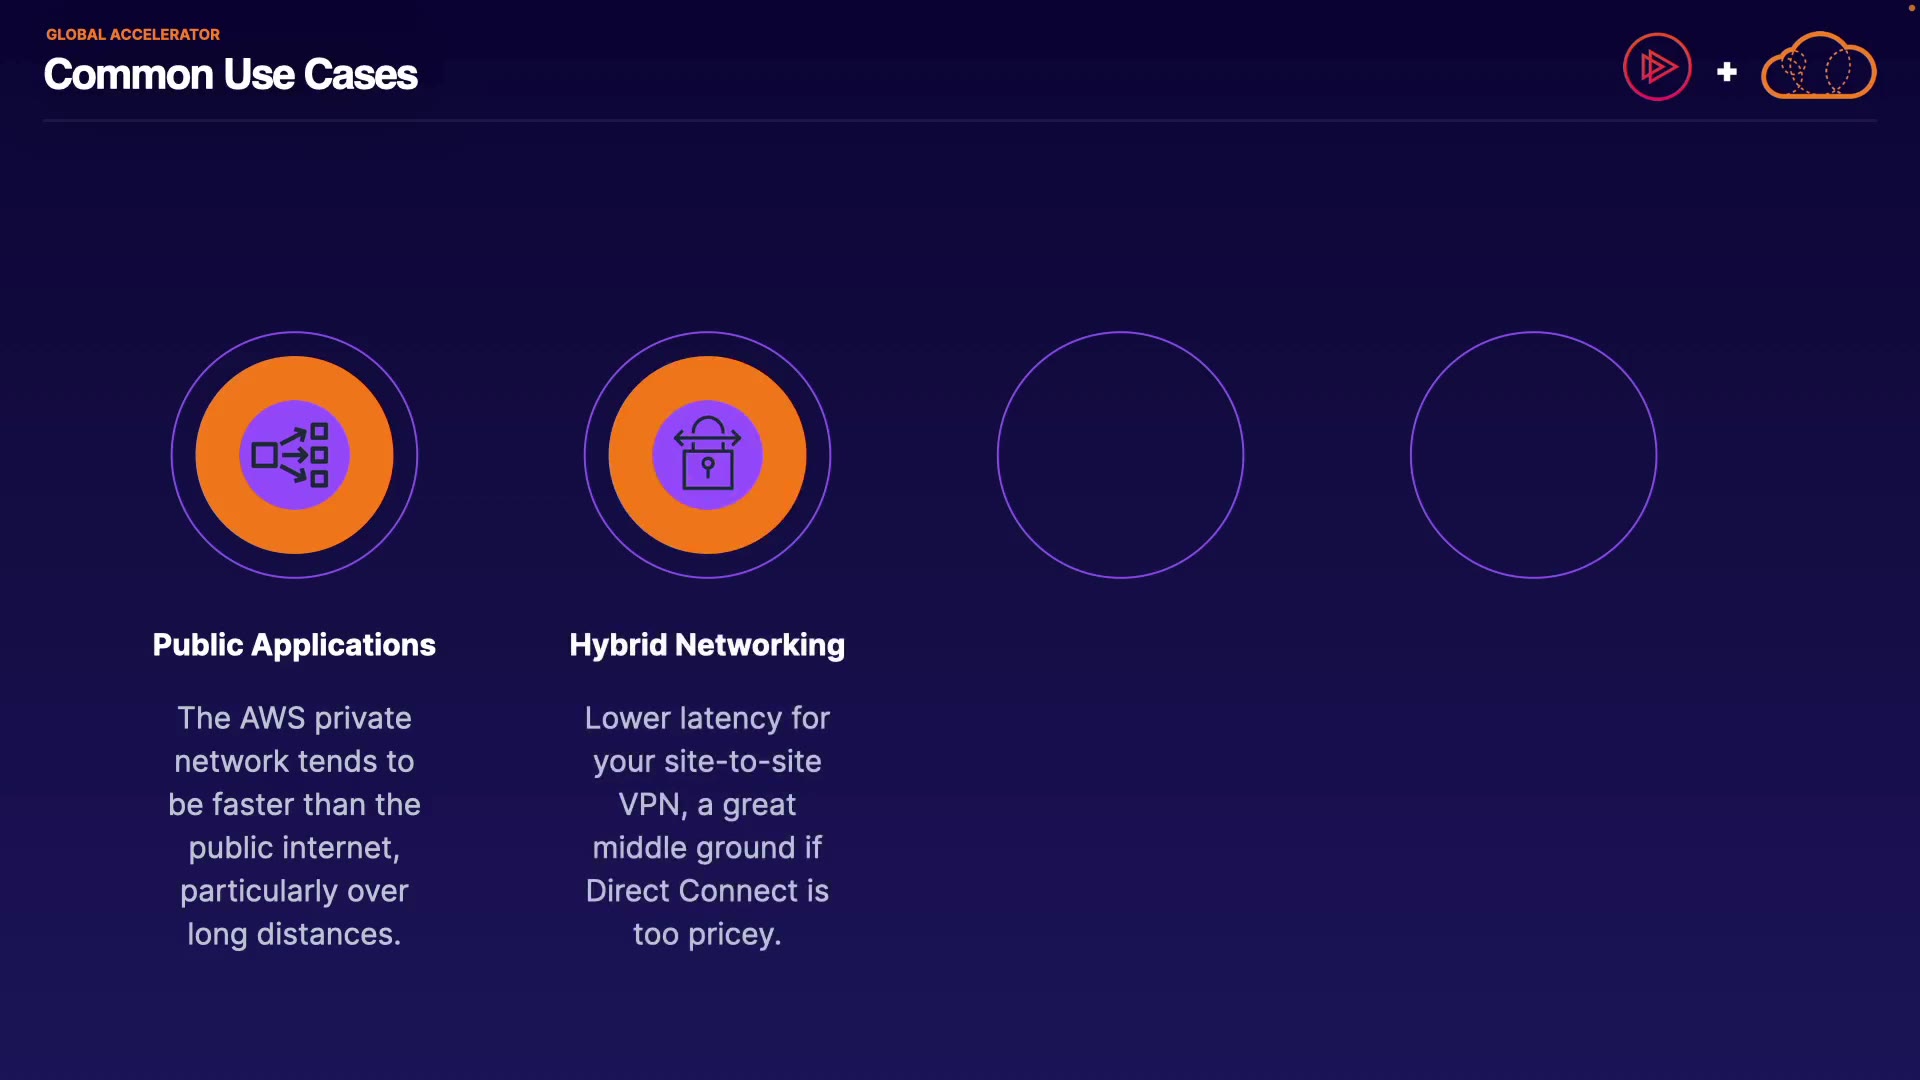 GLOBAL ACCELERATOR
Common Use Cases
Public Applications
The AWS private
network tends to
be faster than the
public internet,
particularly over
long distances.
Hybrid Networking
Lower latency for
your site-to-site
VPN, a great
middle ground if
Direct Connect is
too pricey.